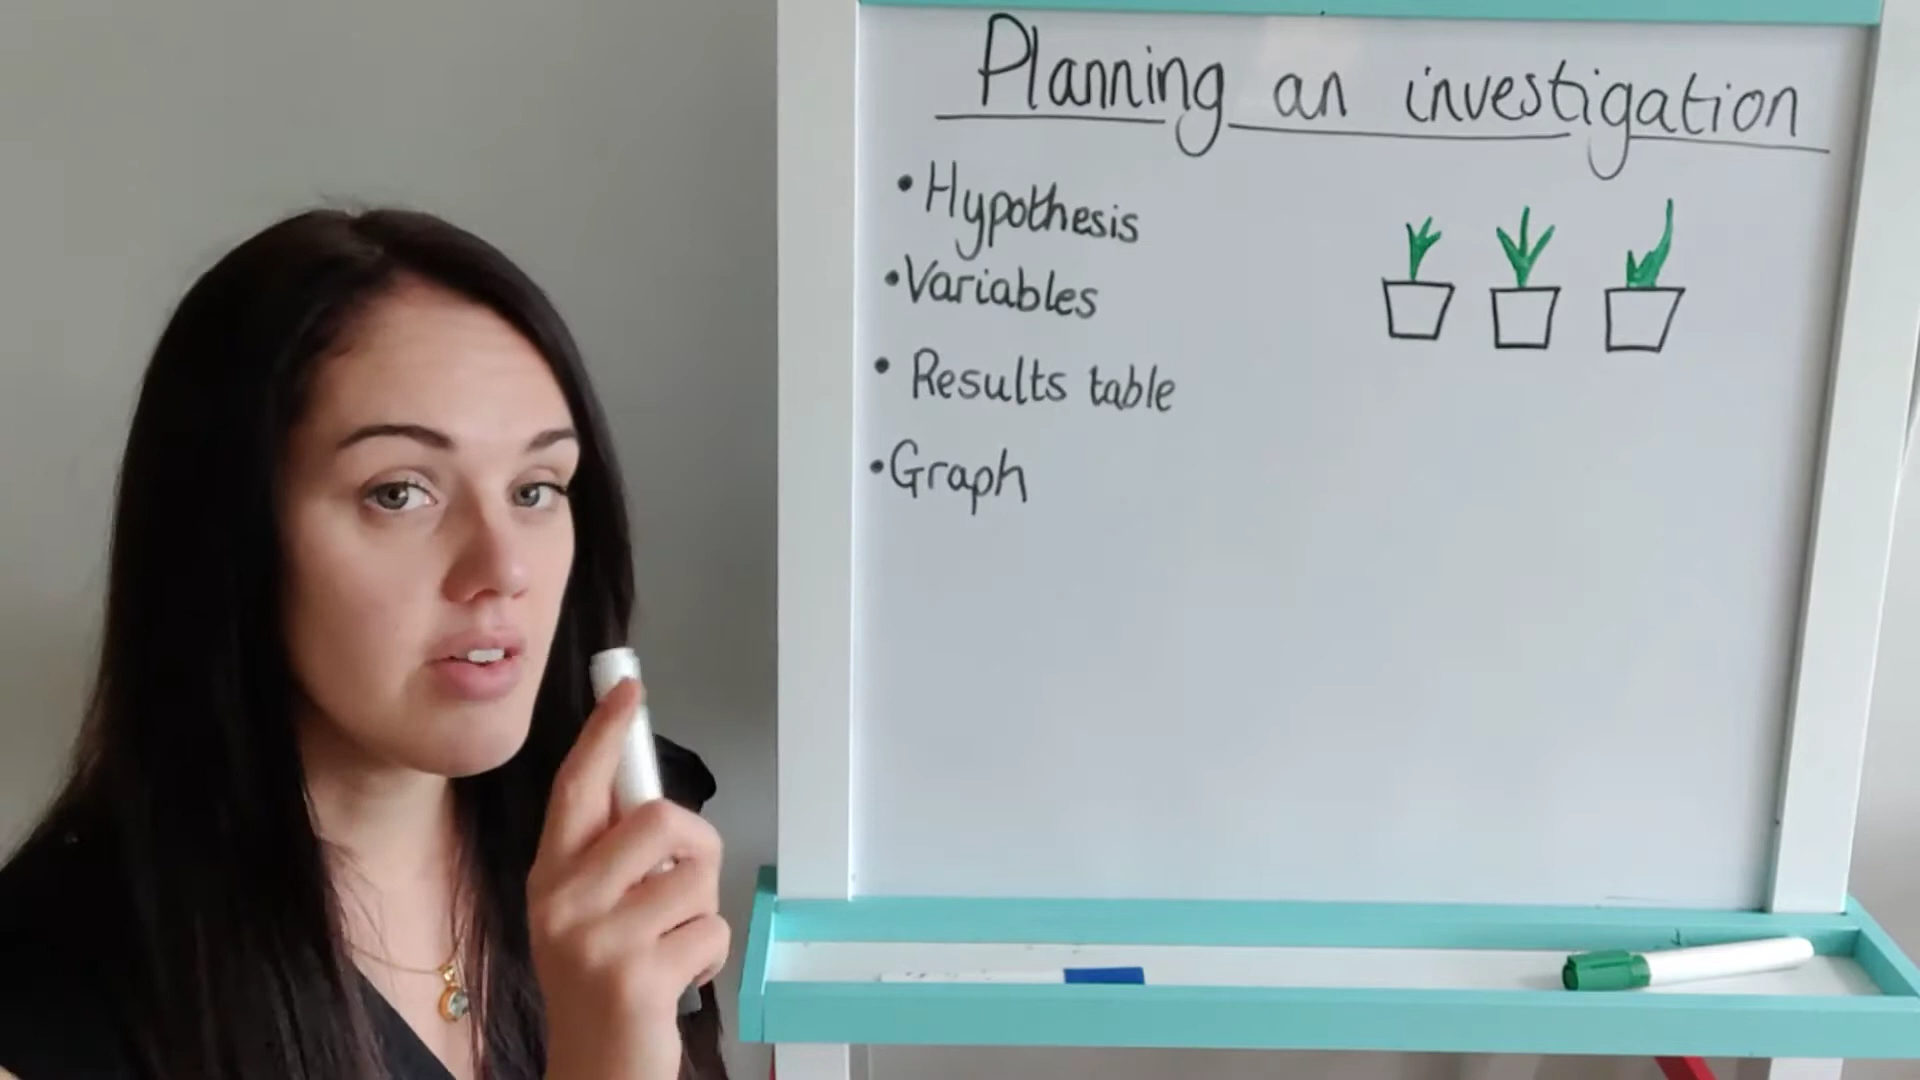 Planning an investigation
• Hypothesis
• Variables
• Results table
• Graph